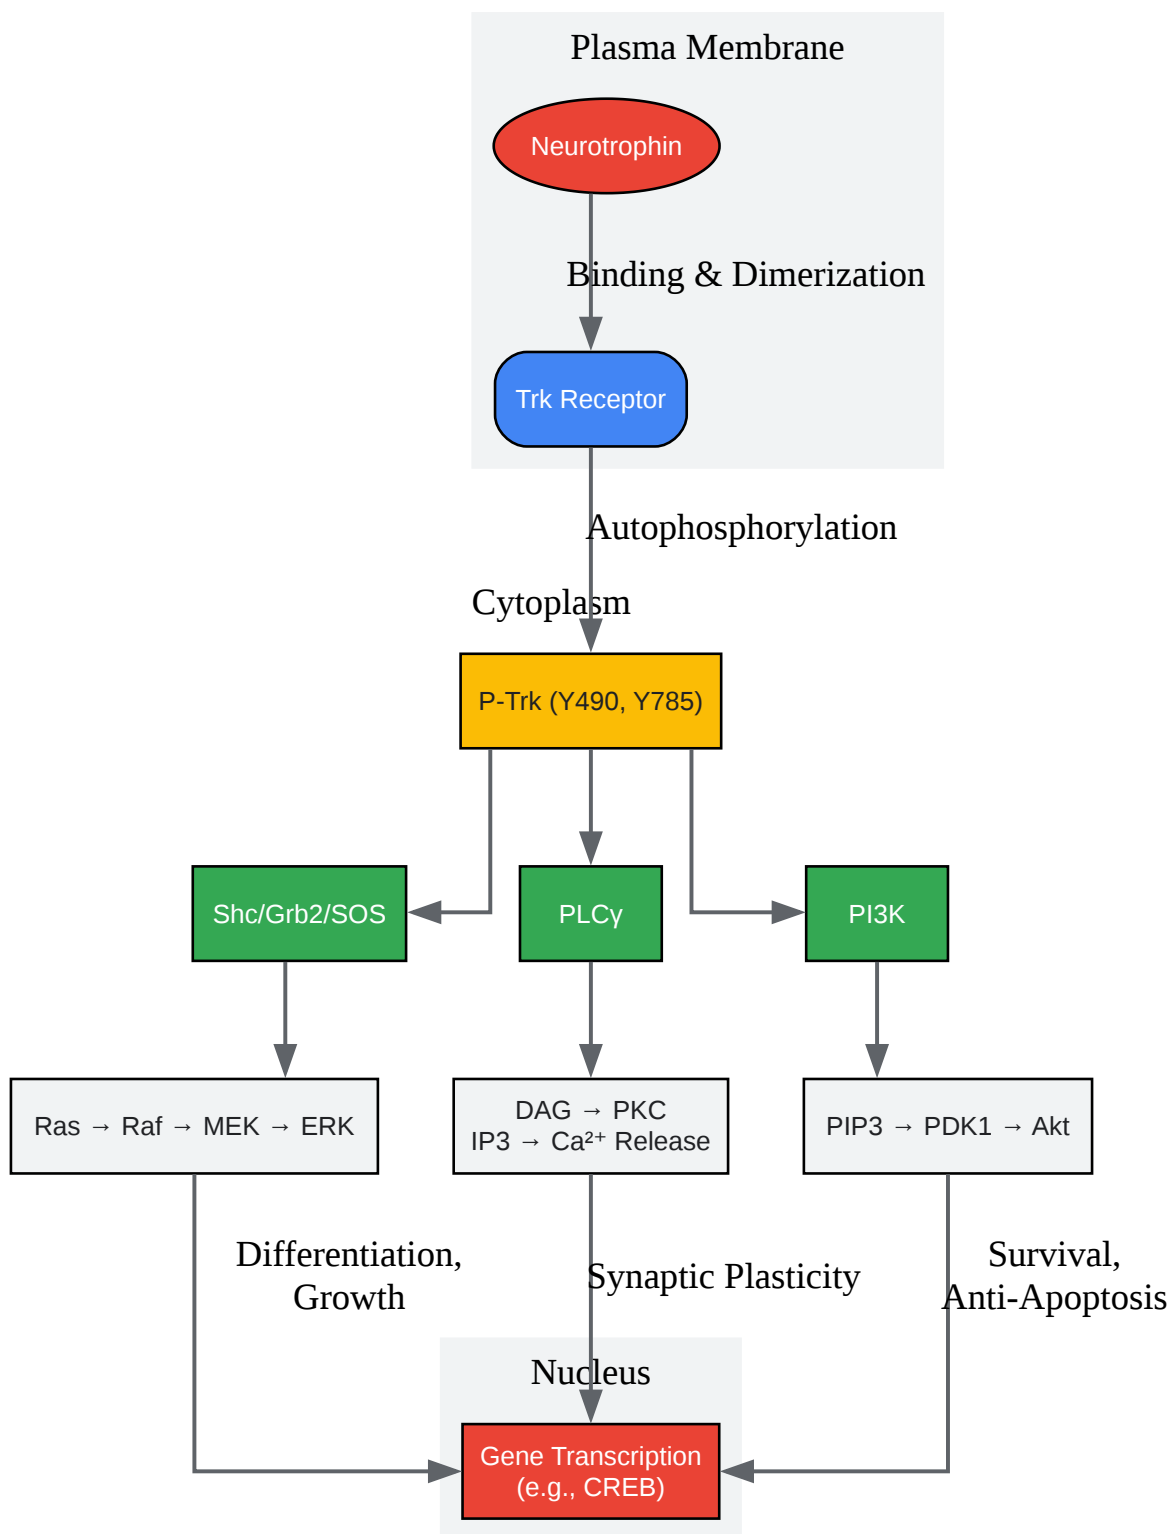 Plasma Membrane
Neurotrophin
Binding & Dimerization
Trk Receptor
Autophosphorylation
Cytoplasm
P-Trk (Y490, Y785)
Shc/Grb2/SOS
PLCγ
PI3K
Ras → Raf → MEK → ERK
DAG → PKC
IP3 → Ca²⁺ Release
PIP3 → PDK1 → Akt
Differentiation,
Growth
Synaptic Plasticity
Survival,
Anti-Apoptosis
Nucleus
Gene Transcription
(e.g., CREB)